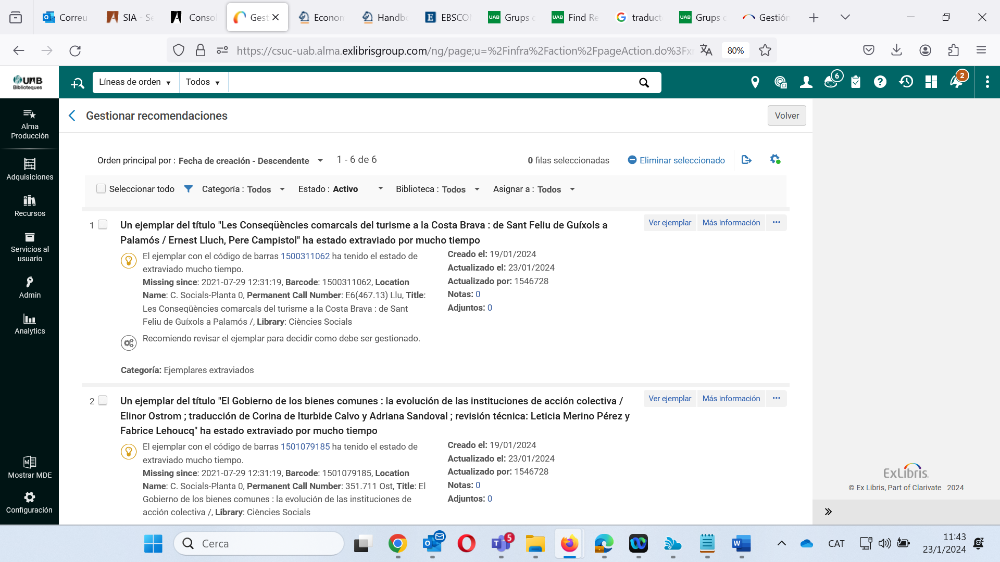 Correu
SIA - Se
Consol
Gest
Econom
Handbo
EBSCON
UAB Grups d
UAB Find Re
traducto
UAB Grups d
Gestión
https://csuc-uab.alma.exlibrisgroup.com/ng/page;u=%2Finfra%2Faction%2FpageAction.do%3Fx
80%
UAB
Biblioteques
Líneas de orden
Todos
6
2
Alma
Producción
Adquisiciones
Recursos
Servicios al
usuario
Admin
Analytics
Mostrar MDE
Configuración
Gestionar recomendaciones
Volver
Orden principal por : Fecha de creación - Descendente
1 - 6 de 6
0 filas seleccionadas
Eliminar seleccionado
Seleccionar todo
Categoría : Todos
Estado : Activo
Biblioteca : Todos
Asignar a : Todos
1
Un ejemplar del título "Les Conseqüències comarcals del turisme a la Costa Brava : de Sant Feliu de Guíxols a
Palamós / Ernest Lluch, Pere Campistol" ha estado extraviado por mucho tiempo
Ver ejemplar
Más información
El ejemplar con el código de barras 1500311062 ha tenido el estado de
extraviado mucho tiempo.
Missing since: 2021-07-29 12:31:19, Barcode: 1500311062, Location
Name: C. Socials-Planta 0, Permanent Call Number: E6(467.13) Llu, Title:
Les Conseqüències comarcals del turisme a la Costa Brava : de Sant
Feliu de Guíxols a Palamós /, Library: Ciències Socials
Creado el: 19/01/2024
Actualizado el: 23/01/2024
Actualizado por: 1546728
Notas: 0
Adjuntos: 0
Recomiendo revisar el ejemplar para decidir como debe ser gestionado.
Categoría: Ejemplares extraviados
2
Un ejemplar del título "El Gobierno de los bienes comunes : la evolución de las instituciones de acción colectiva /
Elinor Ostrom ; traducción de Corina de Iturbide Calvo y Adriana Sandoval ; revisión técnica: Leticia Merino Pérez y
Fabrice Lehoucq" ha estado extraviado por mucho tiempo
Ver ejemplar
Más información
El ejemplar con el código de barras 1501079185 ha tenido el estado de
extraviado mucho tiempo.
Missing since: 2021-07-29 12:31:19, Barcode: 1501079185, Location
Name: C. Socials-Planta 0, Permanent Call Number: 351.711 Ost, Title: El
Gobierno de los bienes comunes : la evolución de las instituciones de
acción colectiva /, Library: Ciències Socials
Creado el: 19/01/2024
Actualizado el: 23/01/2024
Actualizado por: 1546728
Notas: 0
Adjuntos: 0
ExLibris
© Ex Libris, Part of Clarivate 2024
Cerca
5
CAT
11:43
23/1/2024